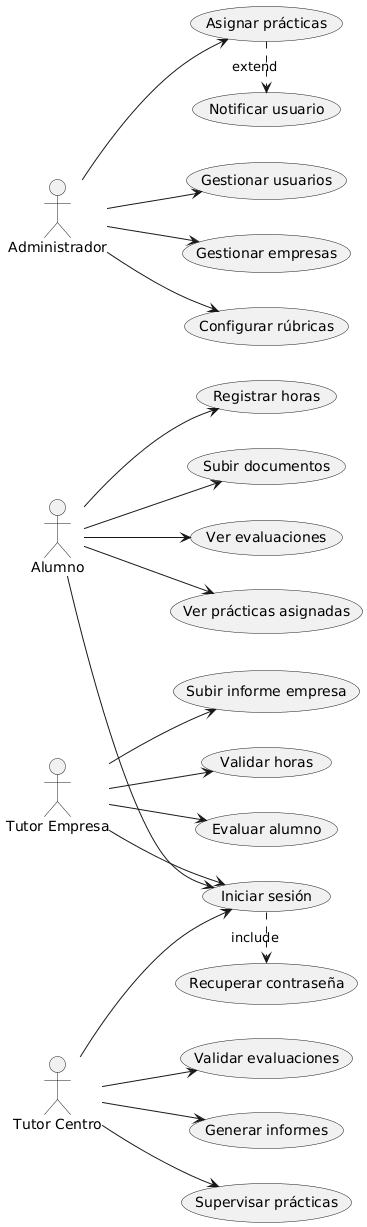 Asignar prácticas
extend
Notificar usuario
Gestionar usuarios
Administrador
Gestionar empresas
Configurar rúbricas
Registrar horas
Subir documentos
Ver evaluaciones
Alumno
Ver prácticas asignadas
Subir informe empresa
Validar horas
Tutor Empresa
Evaluar alumno
Iniciar sesión
include
Recuperar contraseña
Validar evaluaciones
Tutor Centro
Generar informes
Supervisar prácticas